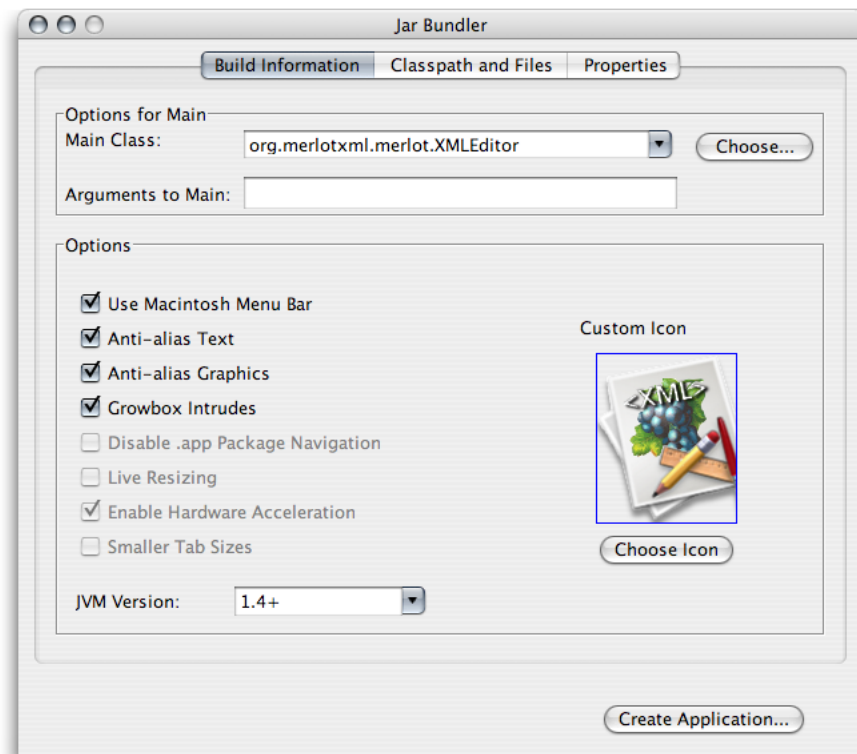 Jar Bundler
Build Information Classpath and Files Properties
Options for Main
Main Class: org.merlotxml.merlot.XMLEditor Choose...
Arguments to Main:
Options
Use Macintosh Menu Bar
Anti-alias Text
Custom Icon
Anti-alias Graphics
<XML>
Growbox Intrudes
Disable .app Package Navigation
Live Resizing
Enable Hardware Acceleration
Smaller Tab Sizes
Choose Icon
JVM Version: 1.4+
Create Application...